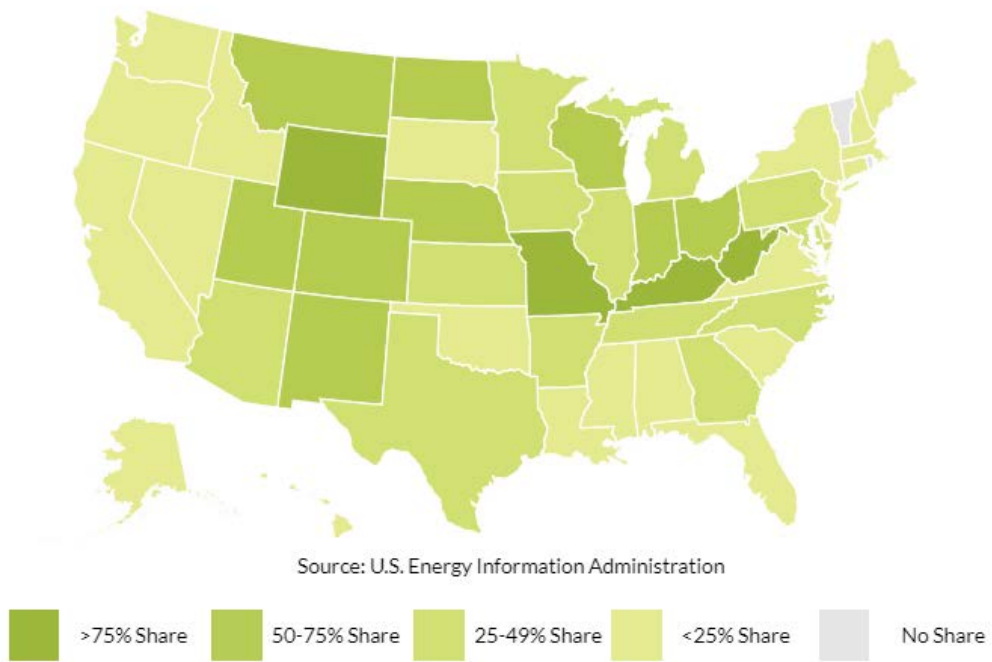 Source: U.S. Energy Information Administration
>75% Share 50-75% Share 25-49% Share <25% Share No Share